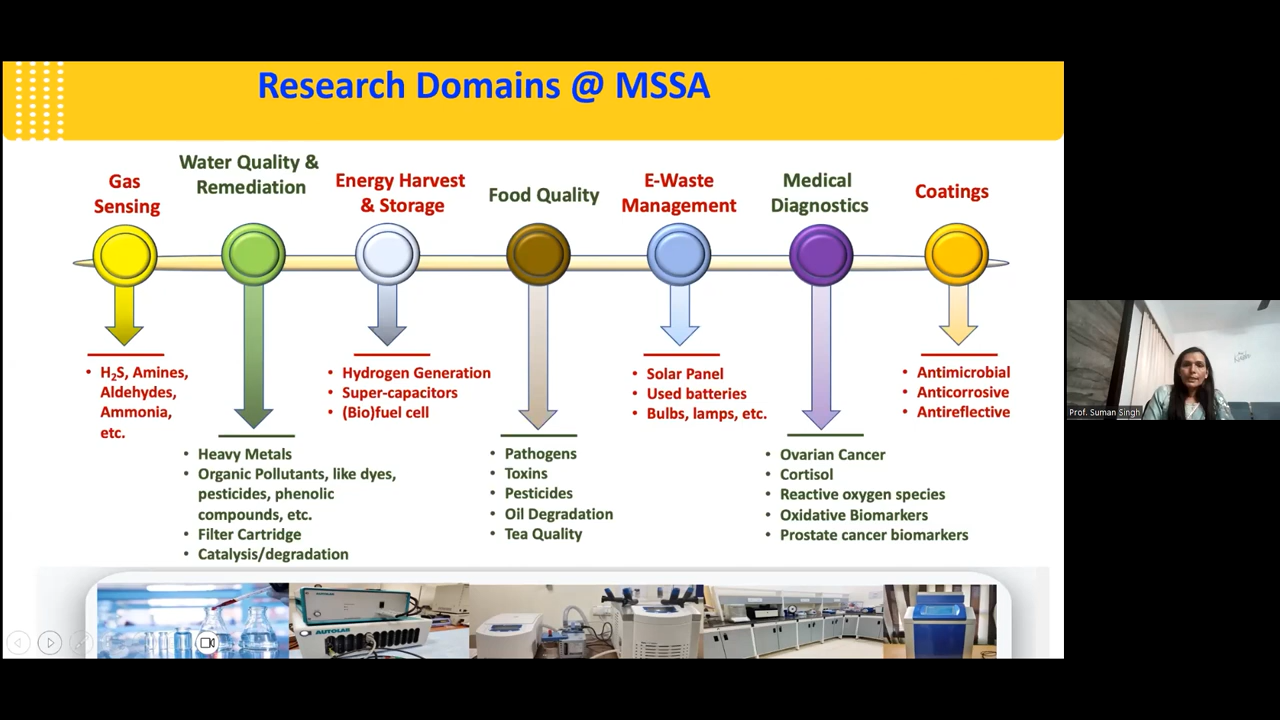 Research Domains @ MSSA
Gas
Sensing
H₂S, Amines,
Aldehydes,
Ammonia,
etc.
Water Quality &
Remediation
Heavy Metals
Organic Pollutants, like dyes,
pesticides, phenolic
compounds, etc.
Filter Cartridge
Catalysis/degradation
Energy Harvest
& Storage
Hydrogen Generation
Super-capacitors
(Bio)fuel cell
Food Quality
Pathogens
Toxins
Pesticides
Oil Degradation
Tea Quality
E-Waste
Management
Solar Panel
Used batteries
Bulbs, lamps, etc.
Medical
Diagnostics
Ovarian Cancer
Cortisol
Reactive oxygen species
Oxidative Biomarkers
Prostate cancer biomarkers
Coatings
Antimicrobial
Anticorrosive
Antireflective
AUTOLAB
AUTOLAB
Prof. Suman Singh